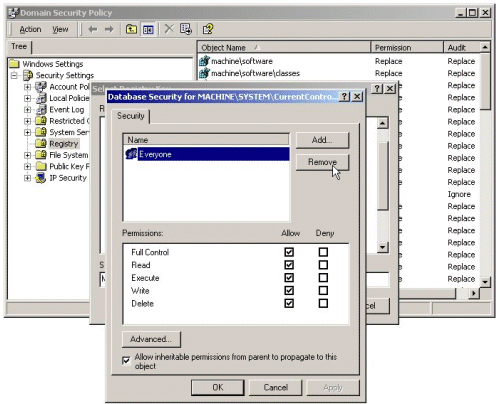 Domain Security Policy
Action View
Tree
Object Name Permission Audit
Windows Settings
Security Settings
Account Pol
Local Policie
Event Log
Restricted G
System Ser
Registry
File System
Public Key P
IP Security
machine\software Replace Replace
machine\software\classes Replace Replace
Replace
Replace
Replace
Replace
Replace
Replace
Replace
Replace
Replace
Ignore
Replace
Replace
Replace
Replace
Replace
Replace
Replace
Database Security for MACHINE\SYSTEM\CurrentContro...
Security
Name
Everyone
Add...
Remove
Permissions: Allow Deny
Full Control
Read
Execute
Write
Delete
Advanced...
Allow inheritable permissions from parent to propagate to this
object
OK Cancel Apply